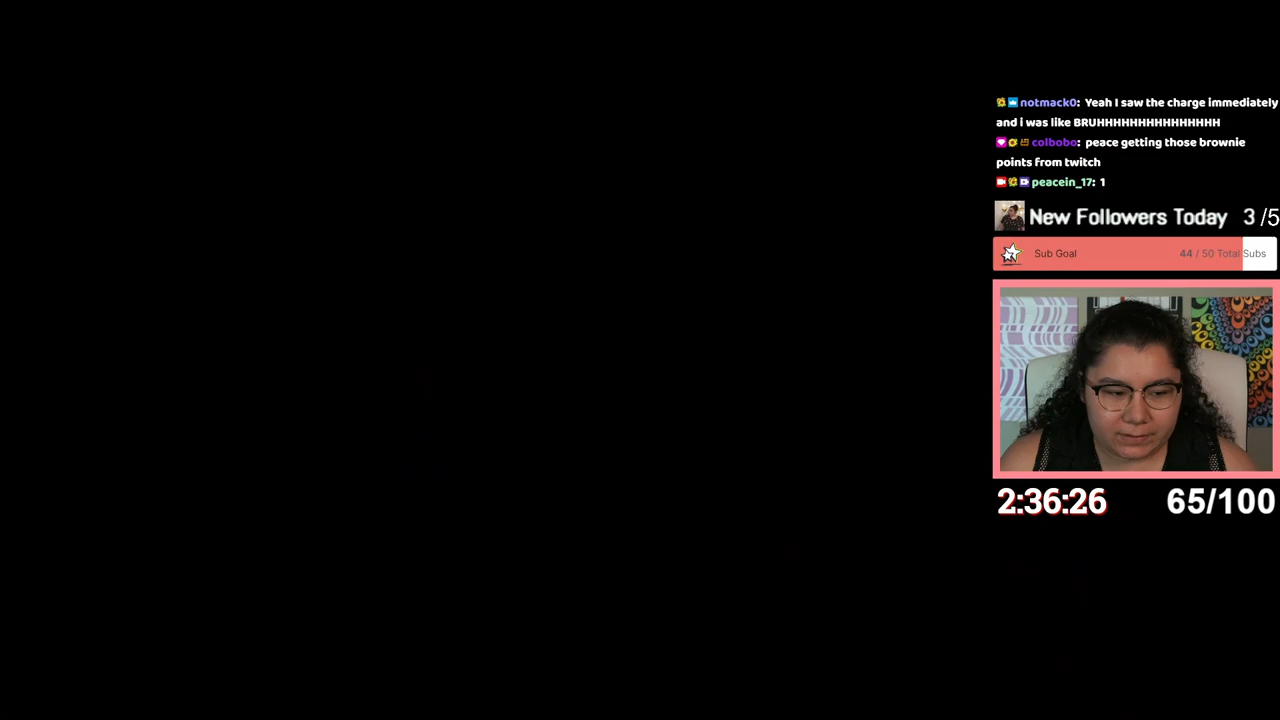 notmack0: Yeah I saw the charge immediately
and i was like BRUHHHHHHHHHHHHHHH
colbobo: peace getting those brownie
points from twitch
peacein_17: 1
New Followers Today 3 /5
Sub Goal 44 / 50 Total Subs
2:36:26 65/100